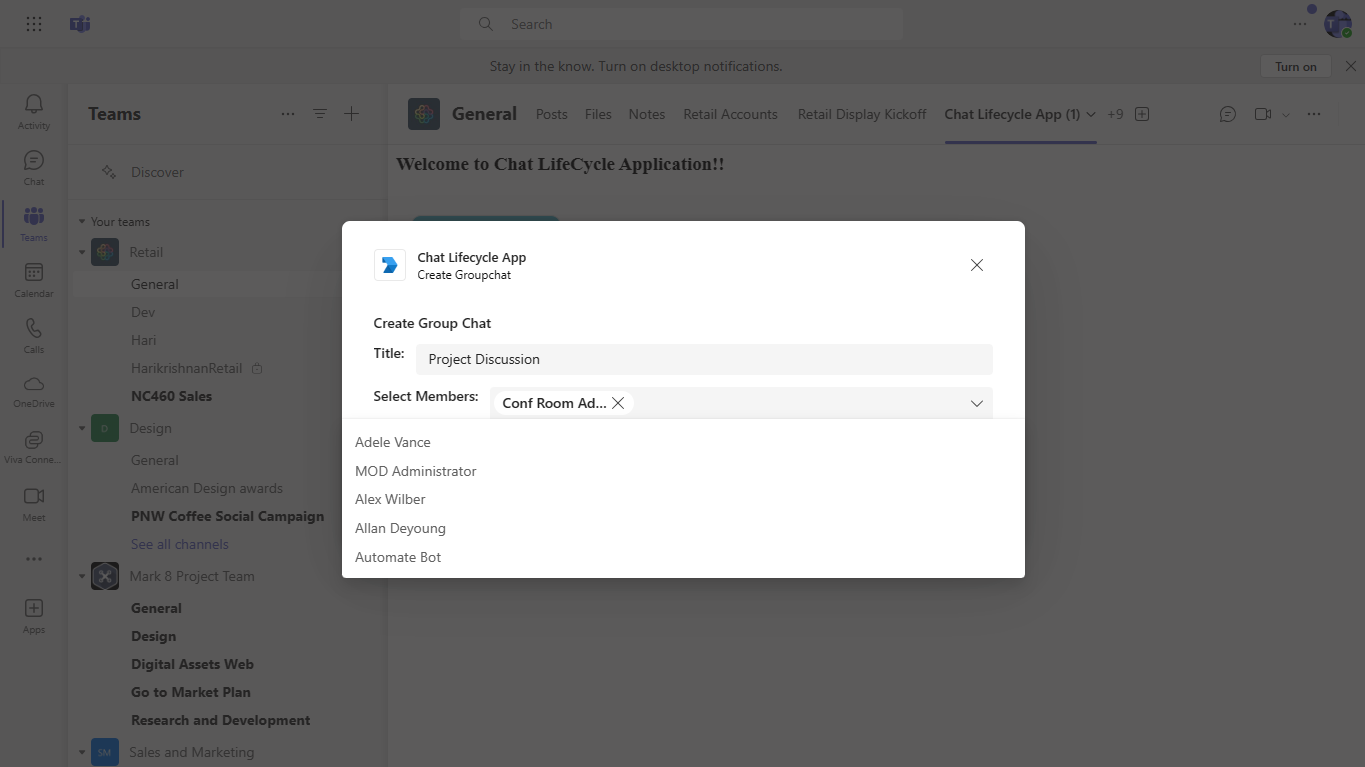 Search
Stay in the know. Turn on desktop notifications.
Turn on
Activity
Chat
Teams
Calendar
Calls
OneDrive
Viva Conne...
Meet
Apps
Teams
Discover
Your teams
Retail
General
Dev
Hari
HarikrishnanRetail
NC460 Sales
D Design
General
American Design awards
PNW Coffee Social Campaign
See all channels
Mark 8 Project Team
General
Design
Digital Assets Web
Go to Market Plan
Research and Development
SM Sales and Marketing
General Posts Files Notes Retail Accounts Retail Display Kickoff Chat Lifecycle App (1) +9
Welcome to Chat LifeCycle Application!!
Chat Lifecycle App
Create Groupchat
Create Group Chat
Title: Project Discussion
Select Members: Conf Room Ad...
Adele Vance
MOD Administrator
Alex Wilber
Allan Deyoung
Automate Bot